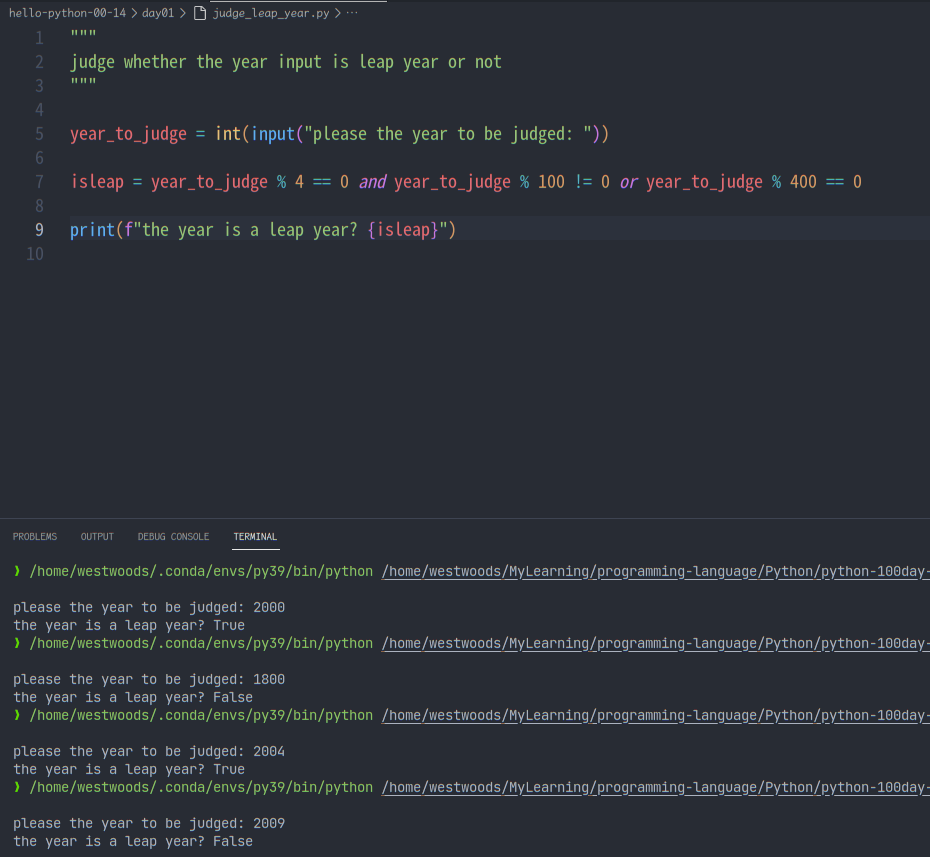 hello-python-00-14 > day01 > judge_leap_year.py > ...
1 """
2 judge whether the year input is leap year or not
3 """
4
5 year_to_judge = int(input("please the year to be judged: "))
6
7 isleap = year_to_judge % 4 == 0 and year_to_judge % 100 != 0 or year_to_judge % 400 == 0
8
9 print(f"the year is a leap year? {isleap}")
10
PROBLEMS OUTPUT DEBUG CONSOLE TERMINAL
❯ /home/westwoods/.conda/envs/py39/bin/python /home/westwoods/MyLearning/programming-language/Python/python-100day-
please the year to be judged: 2000
the year is a leap year? True
❯ /home/westwoods/.conda/envs/py39/bin/python /home/westwoods/MyLearning/programming-language/Python/python-100day-
please the year to be judged: 1800
the year is a leap year? False
❯ /home/westwoods/.conda/envs/py39/bin/python /home/westwoods/MyLearning/programming-language/Python/python-100day-
please the year to be judged: 2004
the year is a leap year? True
❯ /home/westwoods/.conda/envs/py39/bin/python /home/westwoods/MyLearning/programming-language/Python/python-100day-
please the year to be judged: 2009
the year is a leap year? False